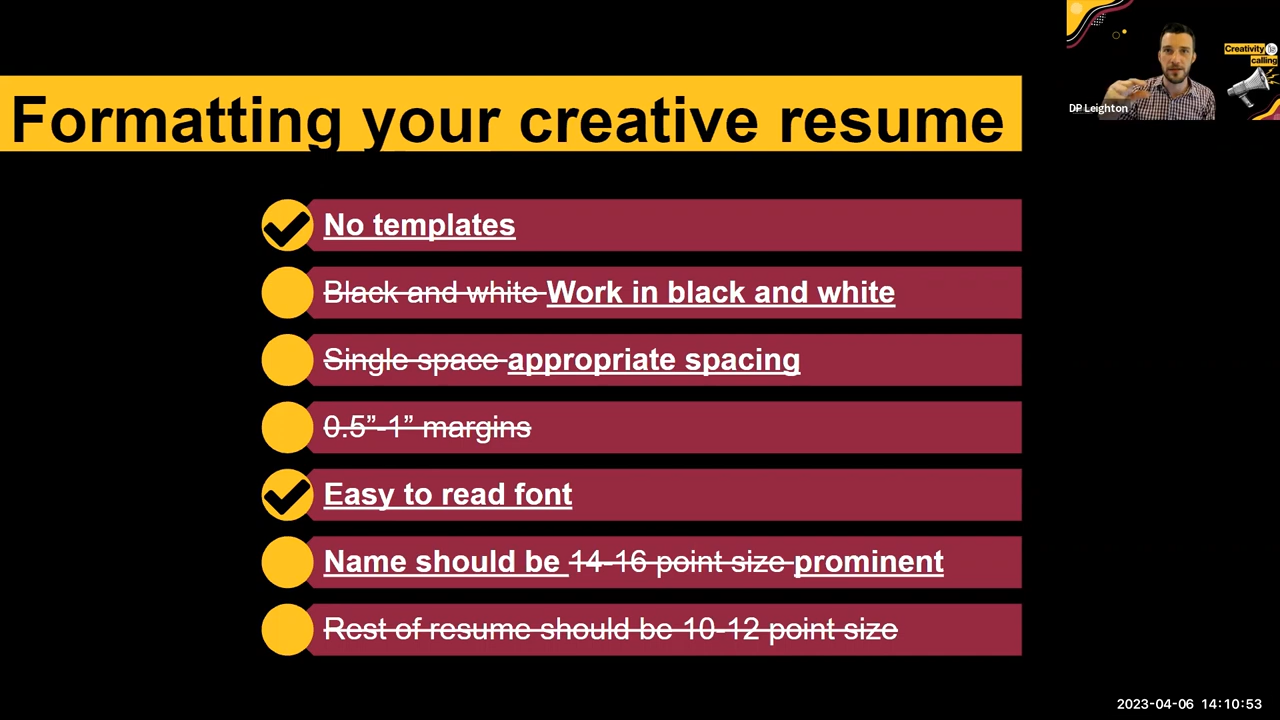 Formatting your creative resume
No templates
Black and white Work in black and white
Single space appropriate spacing
0.5”-1” margins
Easy to read font
Name should be 14-16 point size prominent
Rest of resume should be 10-12 point size
Creativity is
calling
DP Leighton
2023-04-06 14:10:53